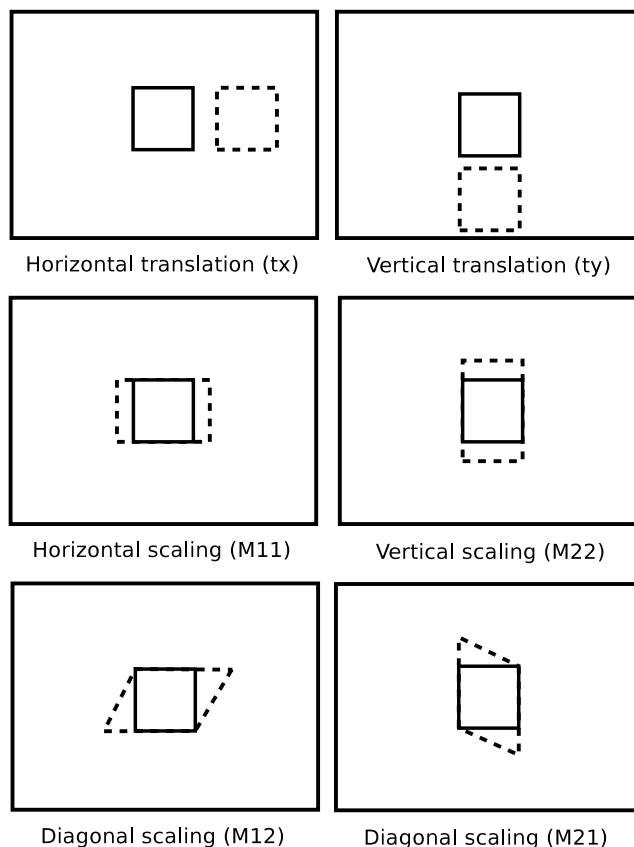 Horizontal translation (tx)
Vertical translation (ty)
Horizontal scaling (M11)
Vertical scaling (M22)
Diagonal scaling (M12)
Diagonal scaling (M21)